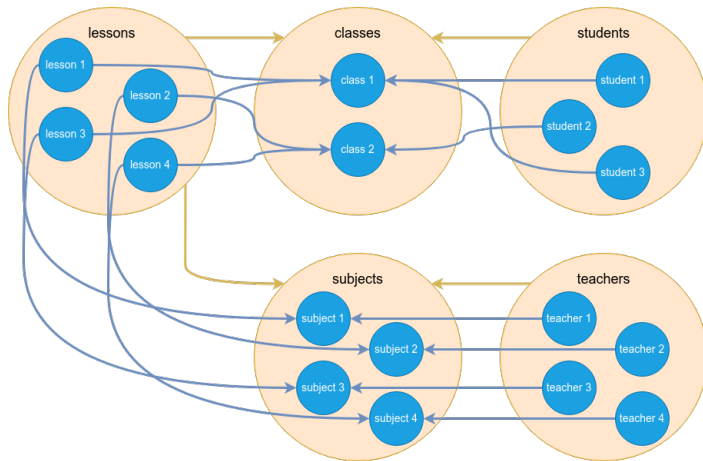 lessons
lesson 1
lesson 2
lesson 3
lesson 4
classes
class 1
class 2
students
student 1
student 2
student 3
subjects
subject 1
subject 2
subject 3
subject 4
teachers
teacher 1
teacher 2
teacher 3
teacher 4